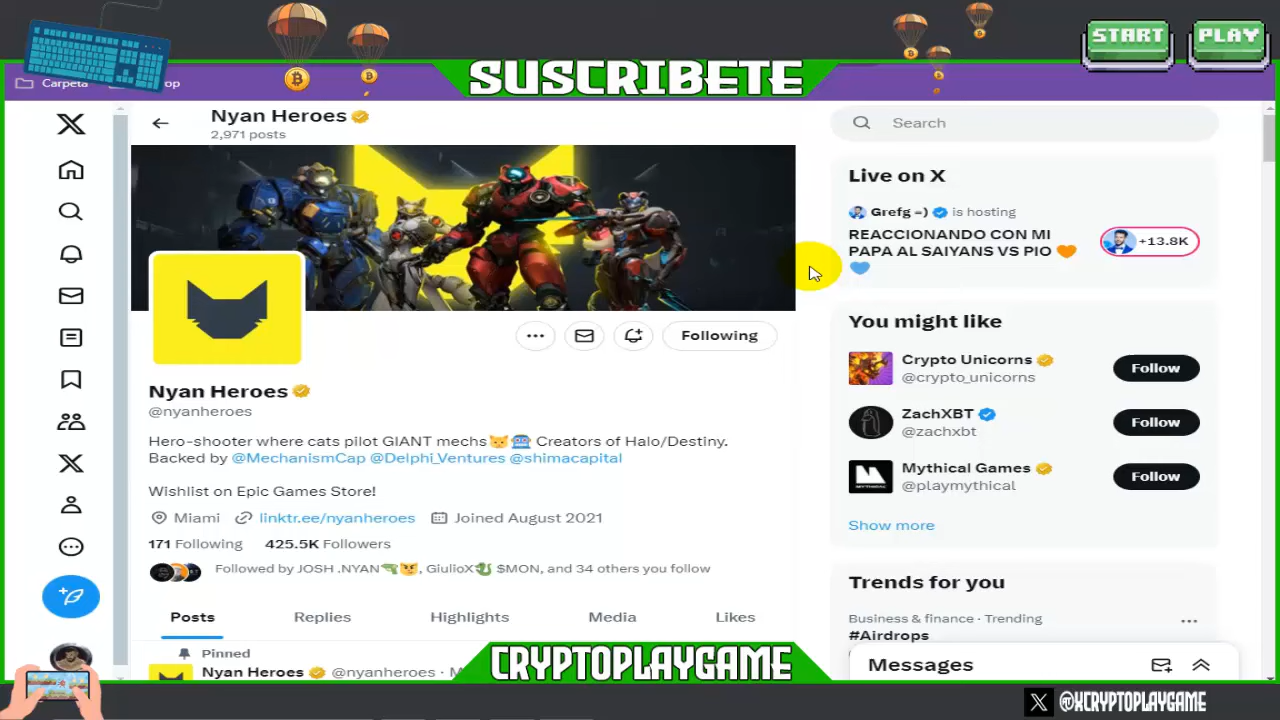 START
PLAY
SUSCRIBETE
Carpeta
op
Nyan Heroes
2,971 posts
Search
Live on X
Grefg =) is hosting
REACCIONANDO CON MI
PAPA AL SAIYANS VS PIO 🧡
💙
+13.8K
Following
You might like
Crypto Unicorns
@crypto_unicorns
Follow
Nyan Heroes
@nyanheroes
ZachXBT
@zachxbt
Follow
Hero-shooter where cats pilot GIANT mechs🐱🤖 Creators of Halo/Destiny.
Backed by @MechanismCap @Delphi_Ventures @shimacapital
Mythical Games
@playmythical
Follow
Wishlist on Epic Games Store!
Miami linktr.ee/nyanheroes Joined August 2021
Show more
171 Following 425.5K Followers
Followed by JOSH .NYAN🔫😼, GiulioX🐉 $MON, and 34 others you follow
Trends for you
Business & finance · Trending
#Airdrops
Posts Replies Highlights Media Likes
Pinned
Nyan Heroes @nyanheroes ·
Messages
CRYPTOPLAYGAME
@XCRYPTOPLAYGAME